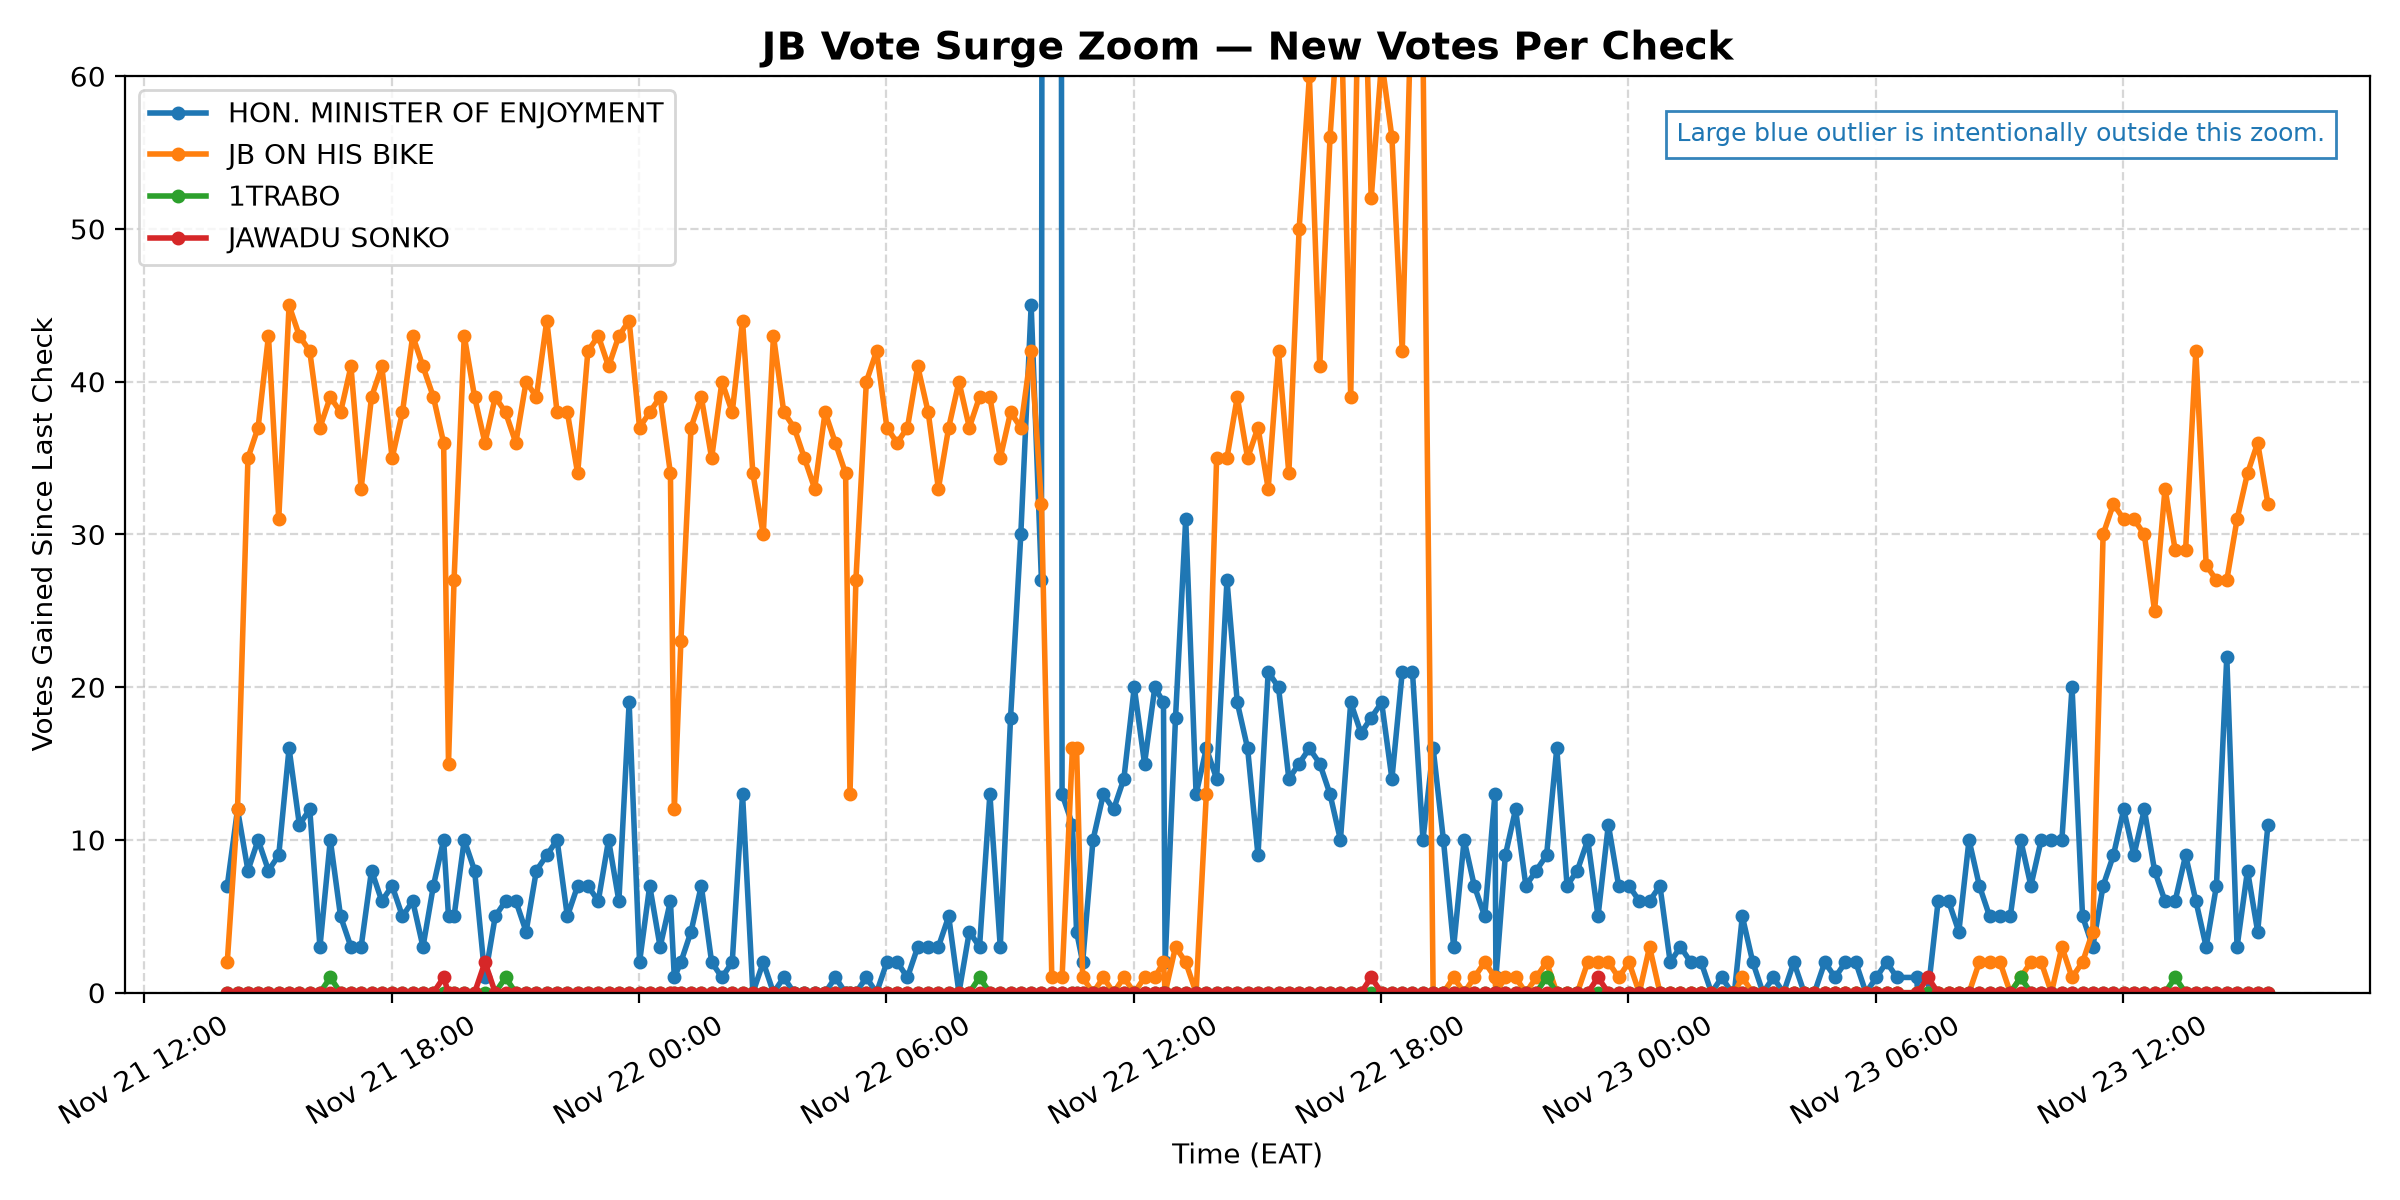 JB Vote Surge Zoom — New Votes Per Check
HON. MINISTER OF ENJOYMENT
JB ON HIS BIKE
1TRABO
JAWADU SONKO
Large blue outlier is intentionally outside this zoom.
Votes Gained Since Last Check
60
50
40
30
20
10
0
Nov 21 12:00
Nov 21 18:00
Nov 22 00:00
Nov 22 06:00
Nov 22 12:00
Nov 22 18:00
Nov 23 00:00
Nov 23 06:00
Nov 23 12:00
Time (EAT)